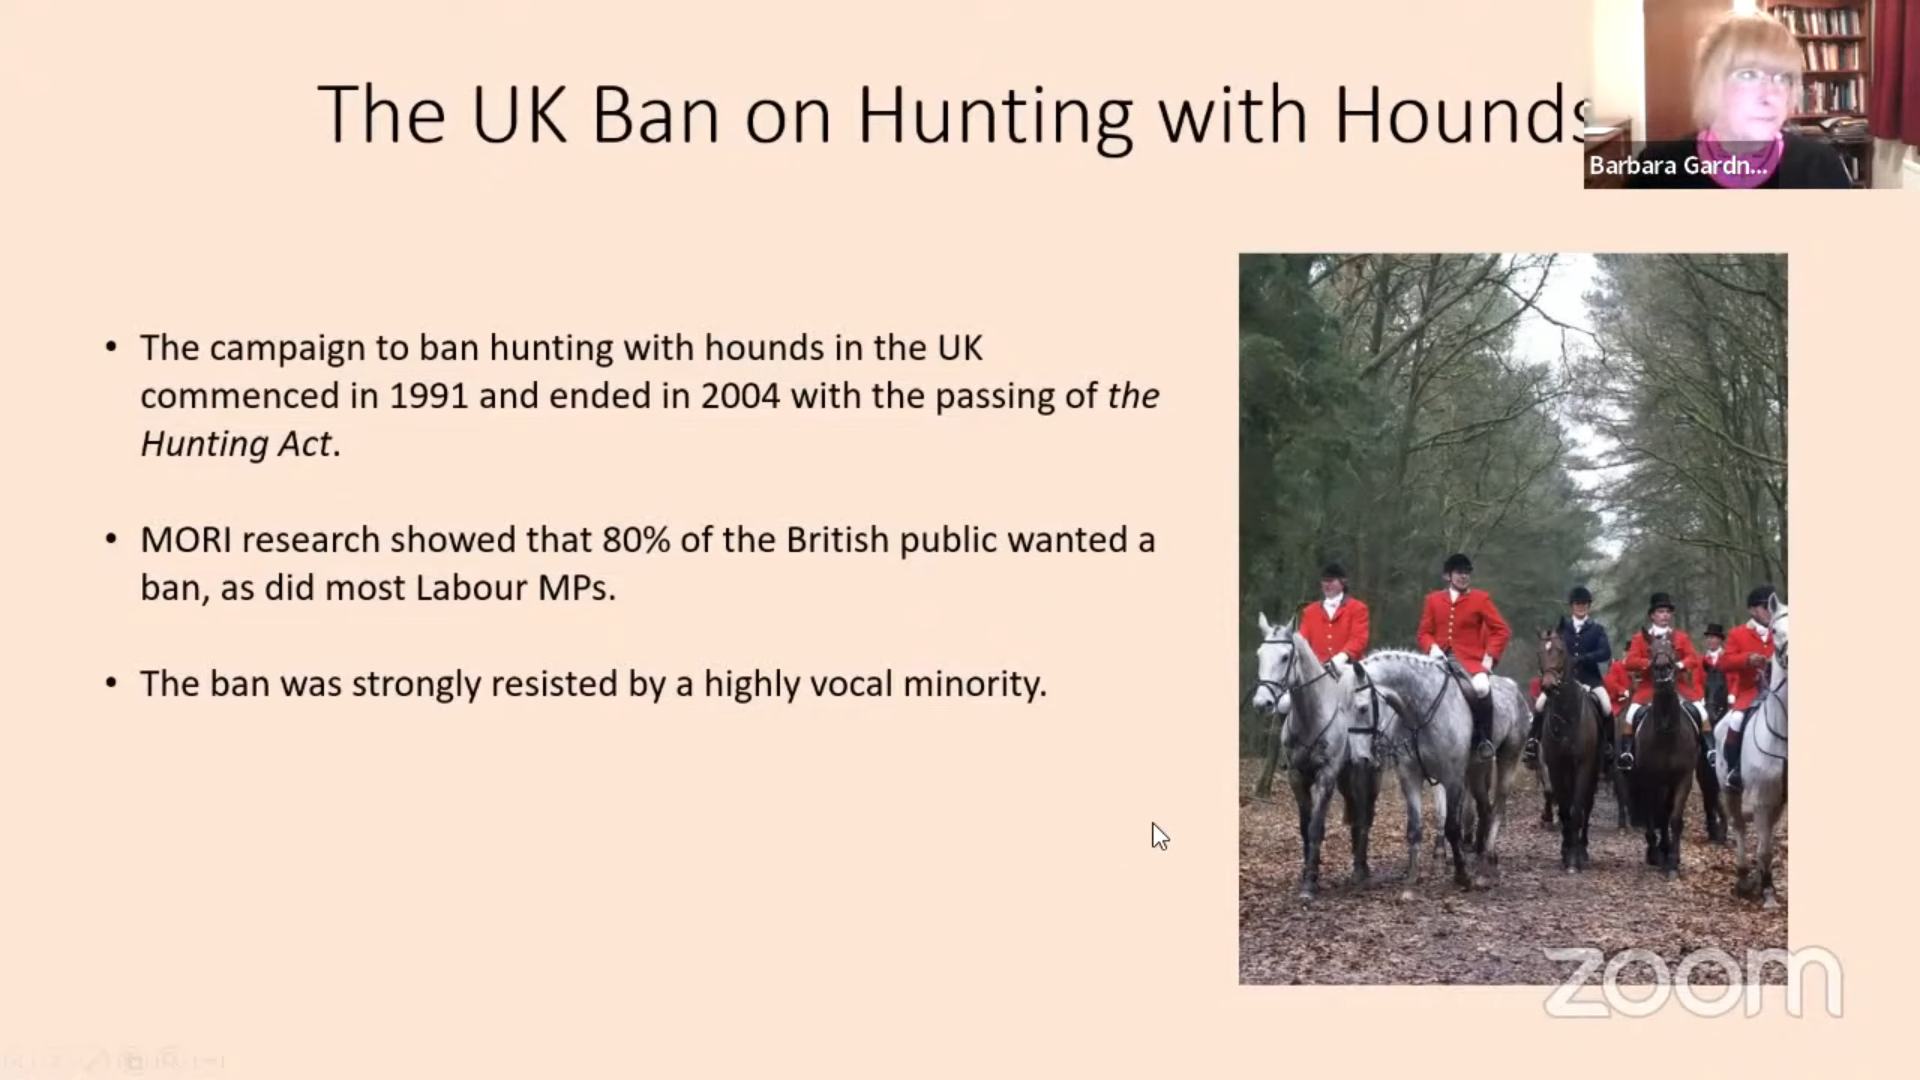 The UK Ban on Hunting with Hounds
Barbara Gardn...
• The campaign to ban hunting with hounds in the UK
commenced in 1991 and ended in 2004 with the passing of the
Hunting Act.
• MORI research showed that 80% of the British public wanted a
ban, as did most Labour MPs.
• The ban was strongly resisted by a highly vocal minority.
zoom